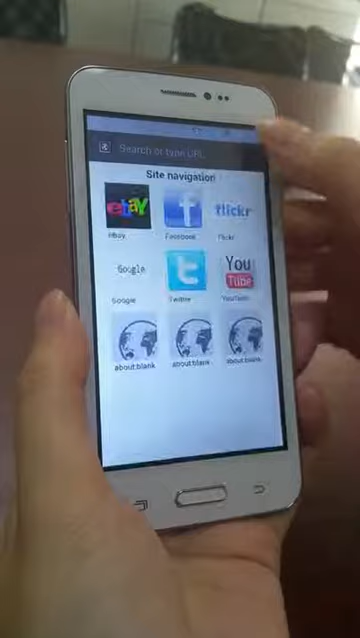 Search or type URL
Site navigation
ebay flickr
eBay Facebook Flickr
Google You Tube
Google Twitter YouTube
about:blank about:blank about:blank